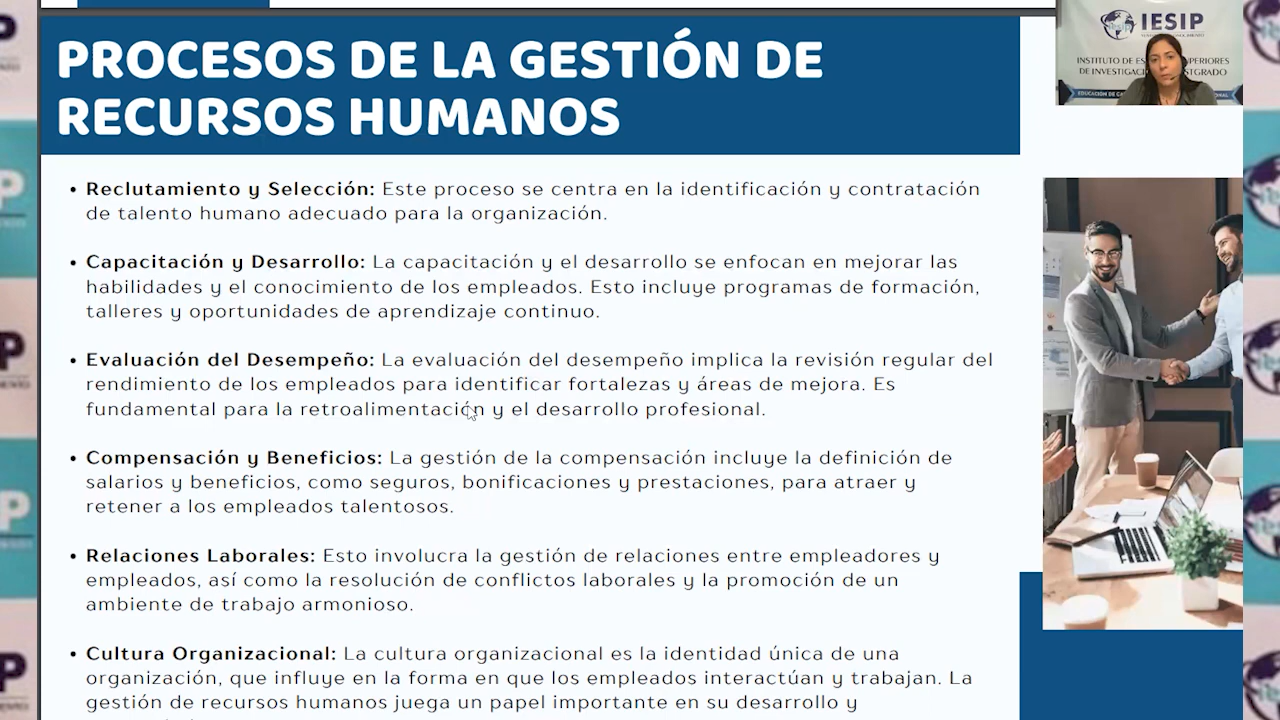 PROCESOS DE LA GESTIÓN DE
RECURSOS HUMANOS
IESIP
INSTITUTO DE ES
PERIORES
DE INVESTIGAC
STGRADO
• Reclutamiento y Selección: Este proceso se centra en la identificación y contratación
de talento humano adecuado para la organización.
• Capacitación y Desarrollo: La capacitación y el desarrollo se enfocan en mejorar las
habilidades y el conocimiento de los empleados. Esto incluye programas de formación,
talleres y oportunidades de aprendizaje continuo.
• Evaluación del Desempeño: La evaluación del desempeño implica la revisión regular del
rendimiento de los empleados para identificar fortalezas y áreas de mejora. Es
fundamental para la retroalimentación y el desarrollo profesional.
• Compensación y Beneficios: La gestión de la compensación incluye la definición de
salarios y beneficios, como seguros, bonificaciones y prestaciones, para atraer y
retener a los empleados talentosos.
• Relaciones Laborales: Esto involucra la gestión de relaciones entre empleadores y
empleados, así como la resolución de conflictos laborales y la promoción de un
ambiente de trabajo armonioso.
• Cultura Organizacional: La cultura organizacional es la identidad única de una
organización, que influye en la forma en que los empleados interactúan y trabajan. La
gestión de recursos humanos juega un papel importante en su desarrollo y